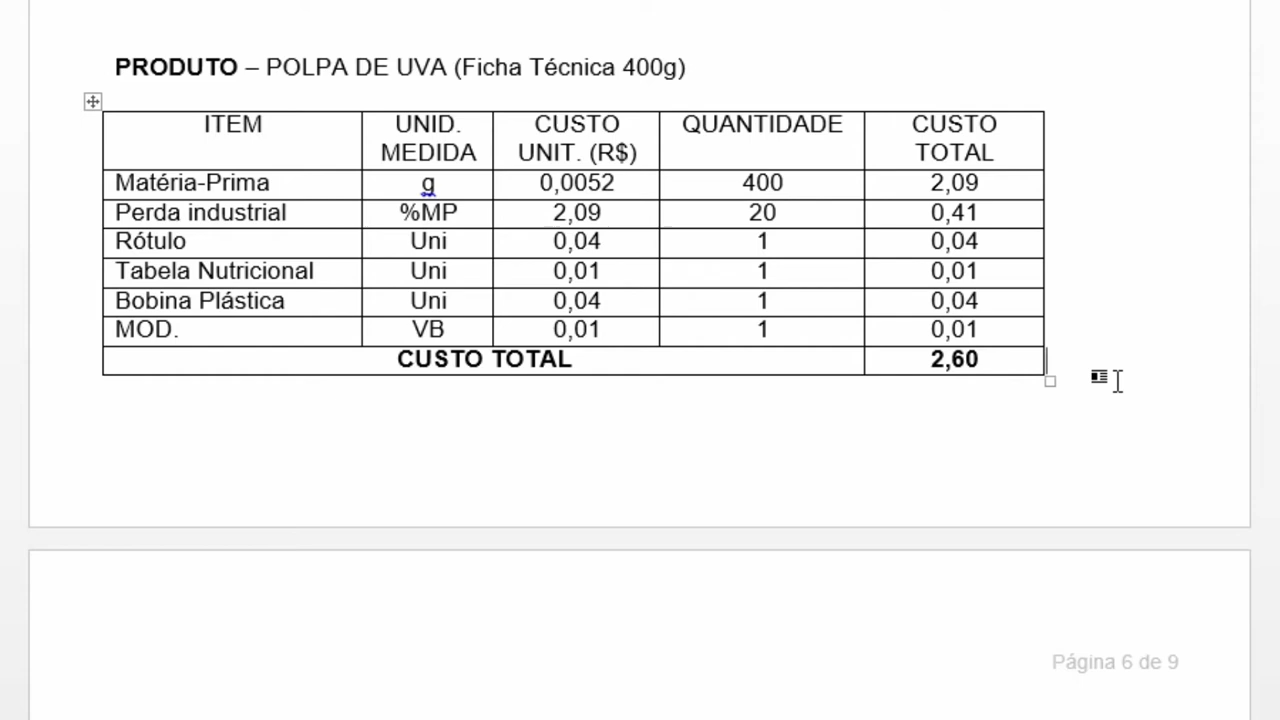 PRODUTO – POLPA DE UVA (Ficha Técnica 400g)
ITEM UNID. MEDIDA CUSTO UNIT. (R$) QUANTIDADE CUSTO TOTAL
Matéria-Prima g 0,0052 400 2,09
Perda industrial %MP 2,09 20 0,41
Rótulo Uni 0,04 1 0,04
Tabela Nutricional Uni 0,01 1 0,01
Bobina Plástica Uni 0,04 1 0,04
MOD. VB 0,01 1 0,01
CUSTO TOTAL 2,60
Página 6 de 9